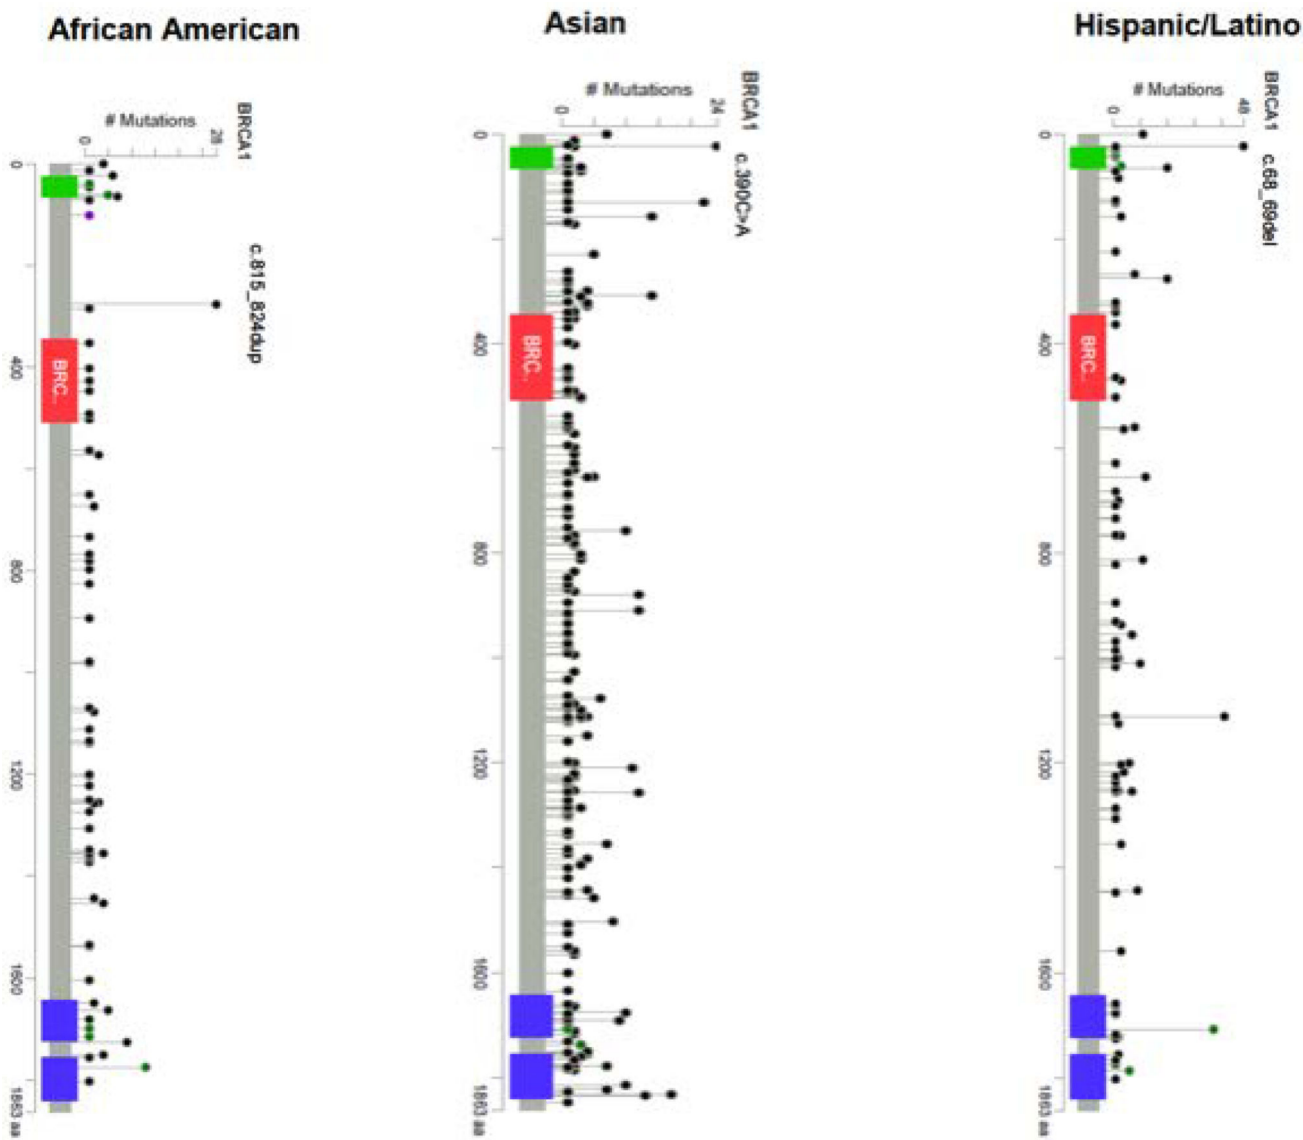 African American
BRCA1
# Mutations
0
28
c.815_824dup
BRC..
0
400
800
1200
1600
1863 aa
Asian
BRCA1
# Mutations
0
24
c.390C>A
BRC..
0
400
800
1200
1600
1863 aa
Hispanic/Latino
BRCA1
# Mutations
0
48
c.68_69del
BRC..
0
400
800
1200
1600
1863 aa